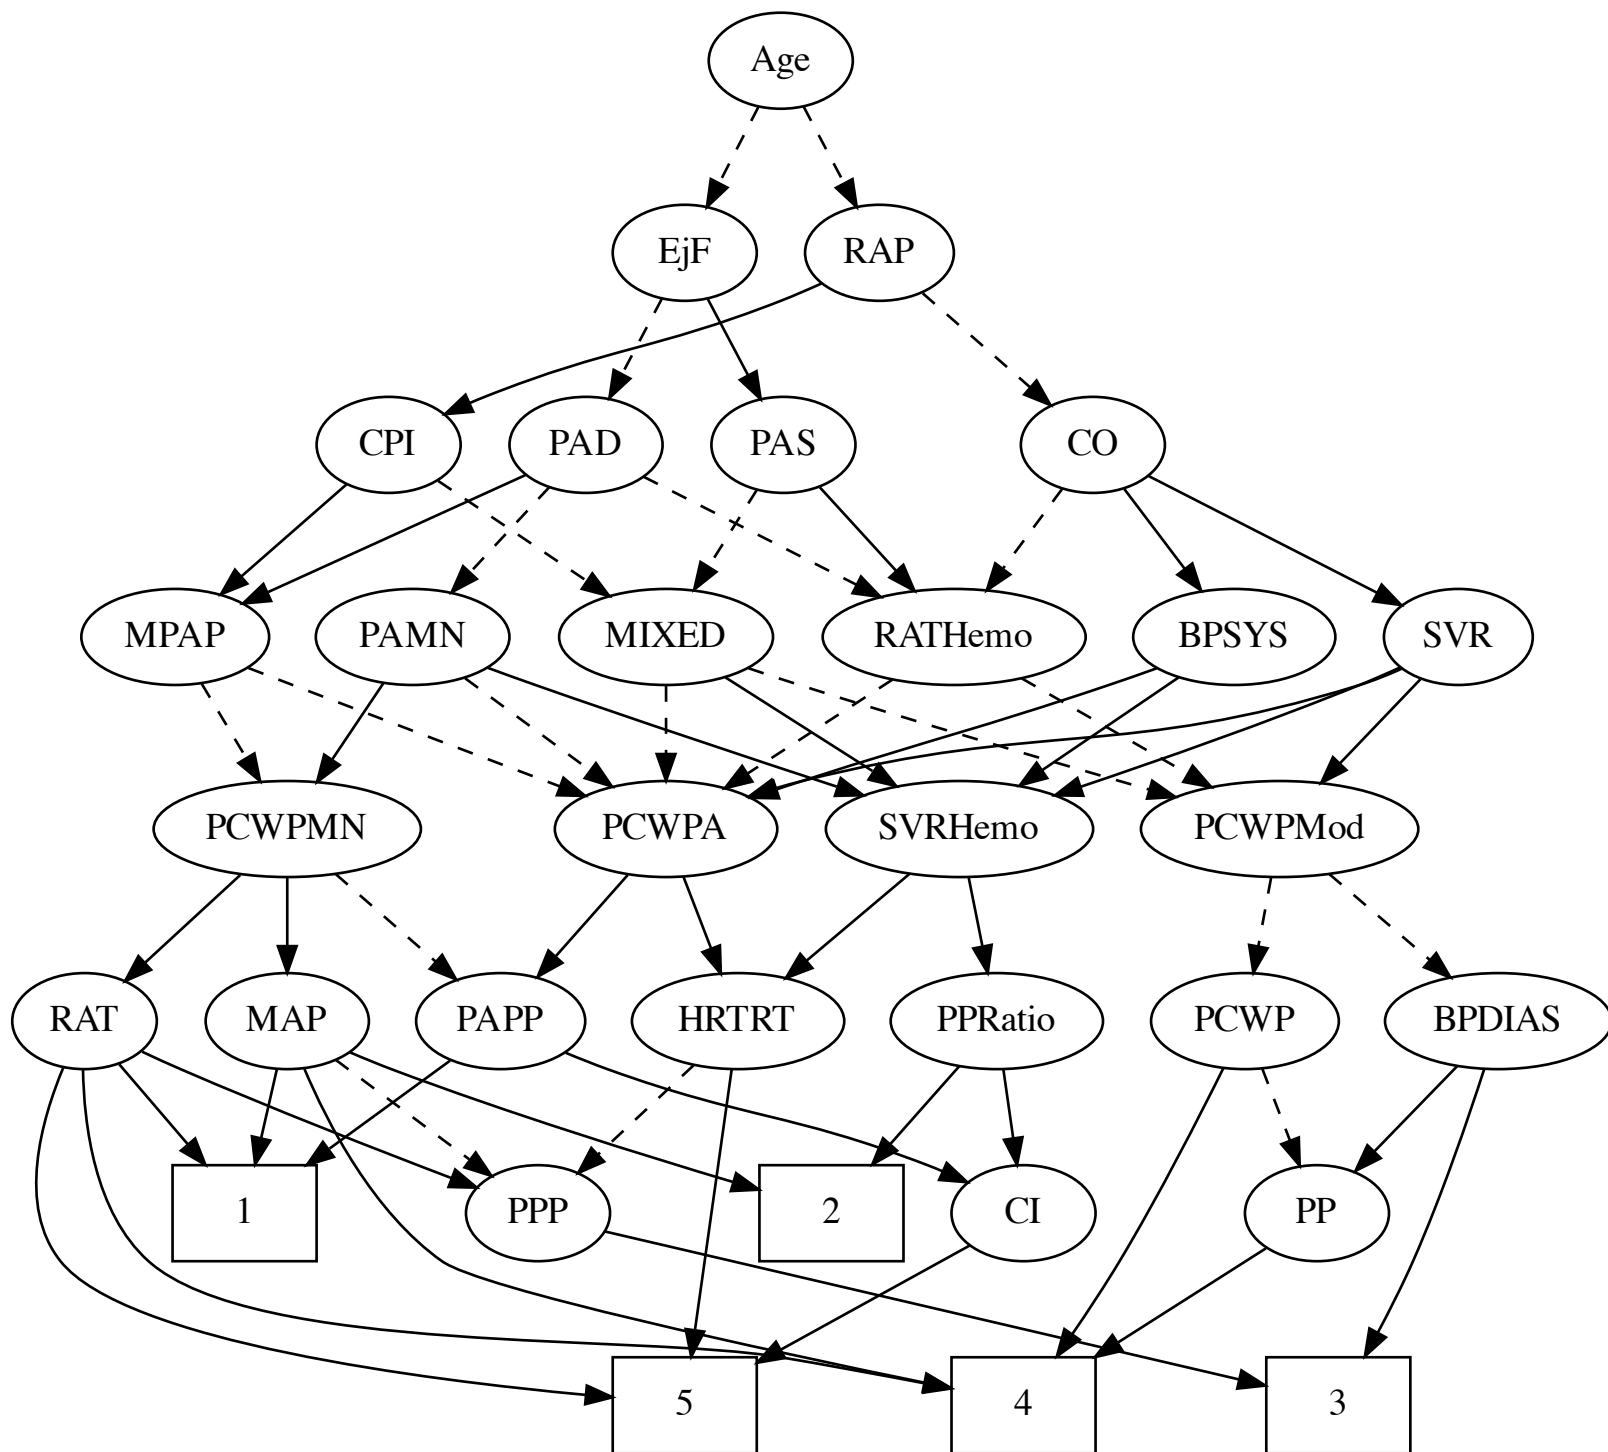 Age
EjF
RAP
CPI
PAD
PAS
CO
MPAP
PAMN
MIXED
RATHemo
BPSYS
SVR
PCWPMN
PCWPA
SVRHemo
PCWPMod
RAT
MAP
PAPP
HRTRT
PPRatio
PCWP
BPDIAS
1
PPP
2
CI
PP
5
4
3